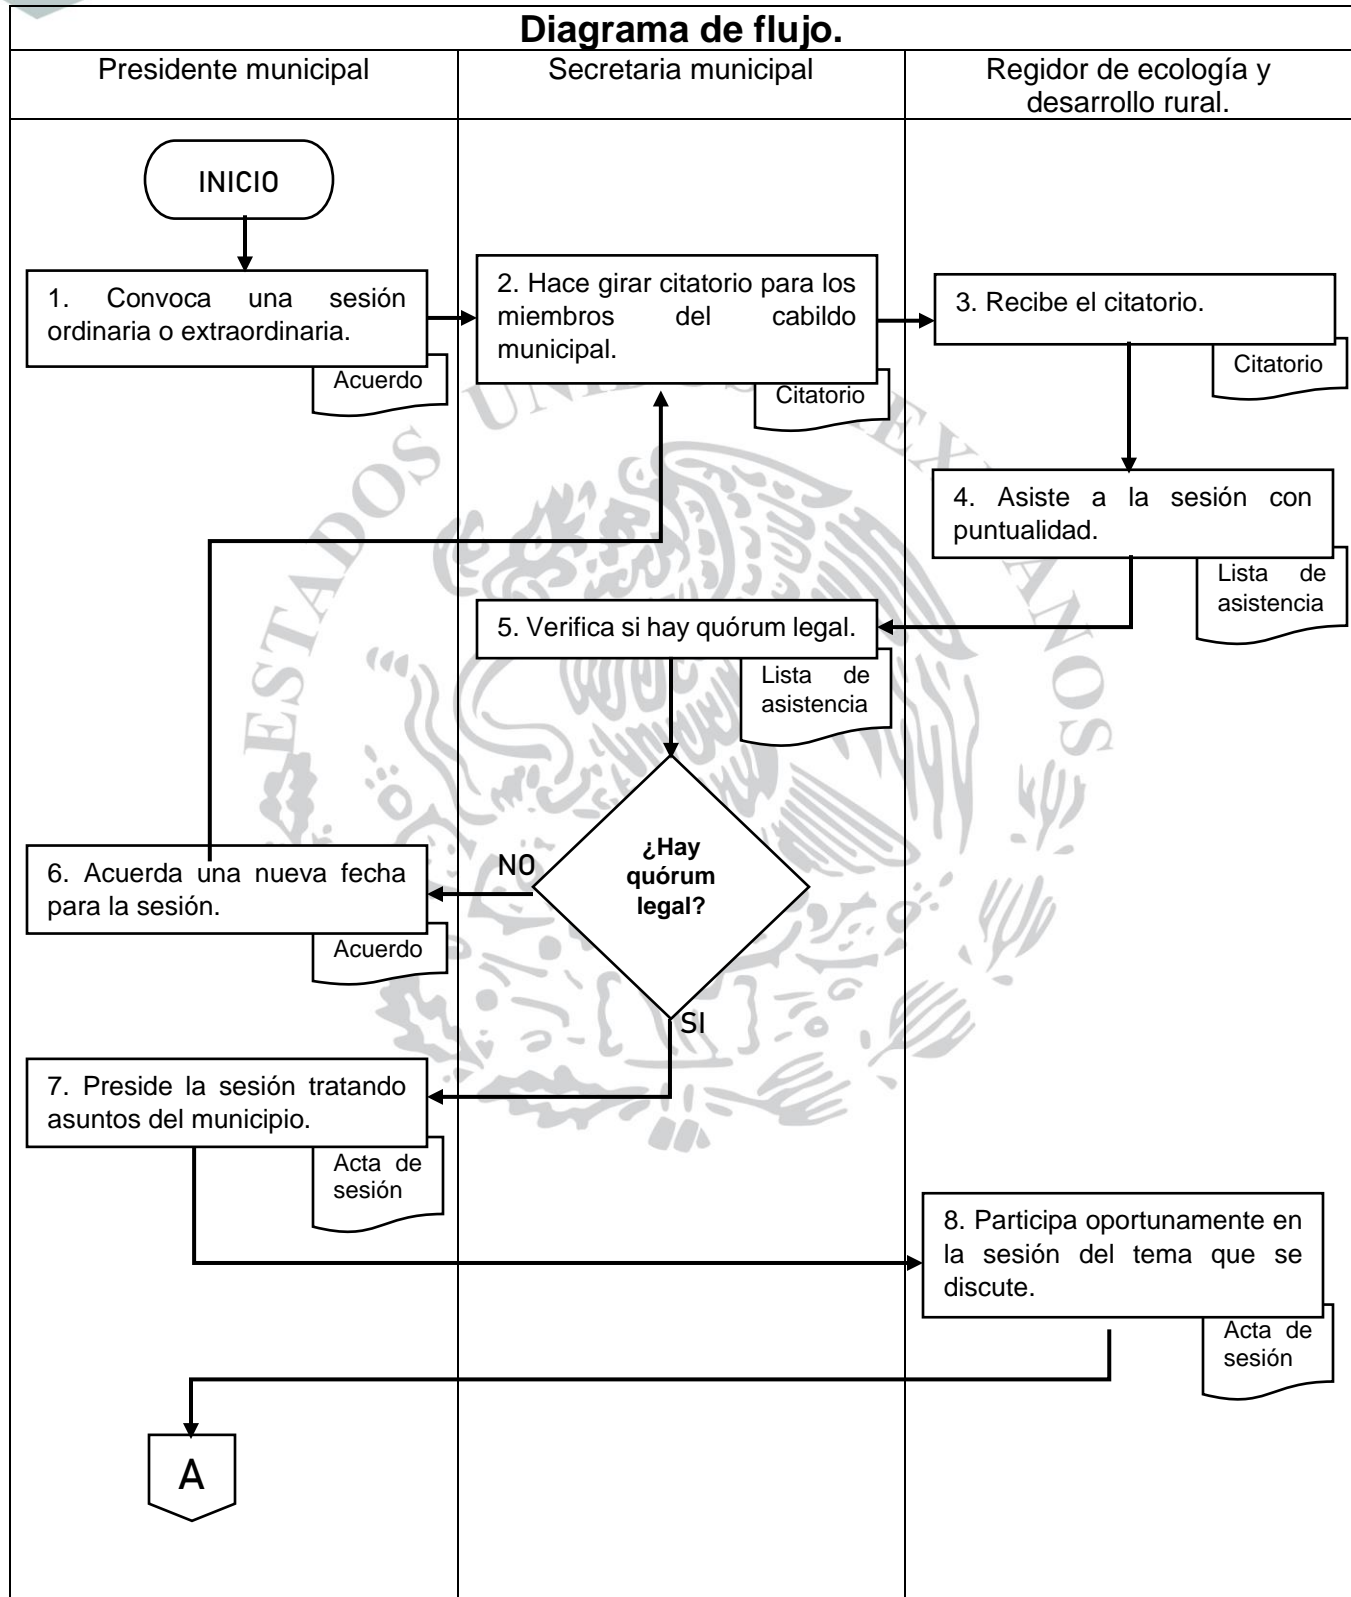 Diagrama de flujo.
Presidente municipal
Secretaria municipal
Regidor de ecología y
desarrollo rural.
INICIO
1. Convoca una sesión
ordinaria o extraordinaria.
Acuerdo
2. Hace girar citatorio para los
miembros del cabildo
municipal.
Citatorio
3. Recibe el citatorio.
Citatorio
4. Asiste a la sesión con
puntualidad.
Lista de
asistencia
5. Verifica si hay quórum legal.
Lista de
asistencia
¿Hay
quórum
legal?
NO
6. Acuerda una nueva fecha
para la sesión.
Acuerdo
SI
7. Preside la sesión tratando
asuntos del municipio.
Acta de
sesión
8. Participa oportunamente en
la sesión del tema que se
discute.
Acta de
sesión
A